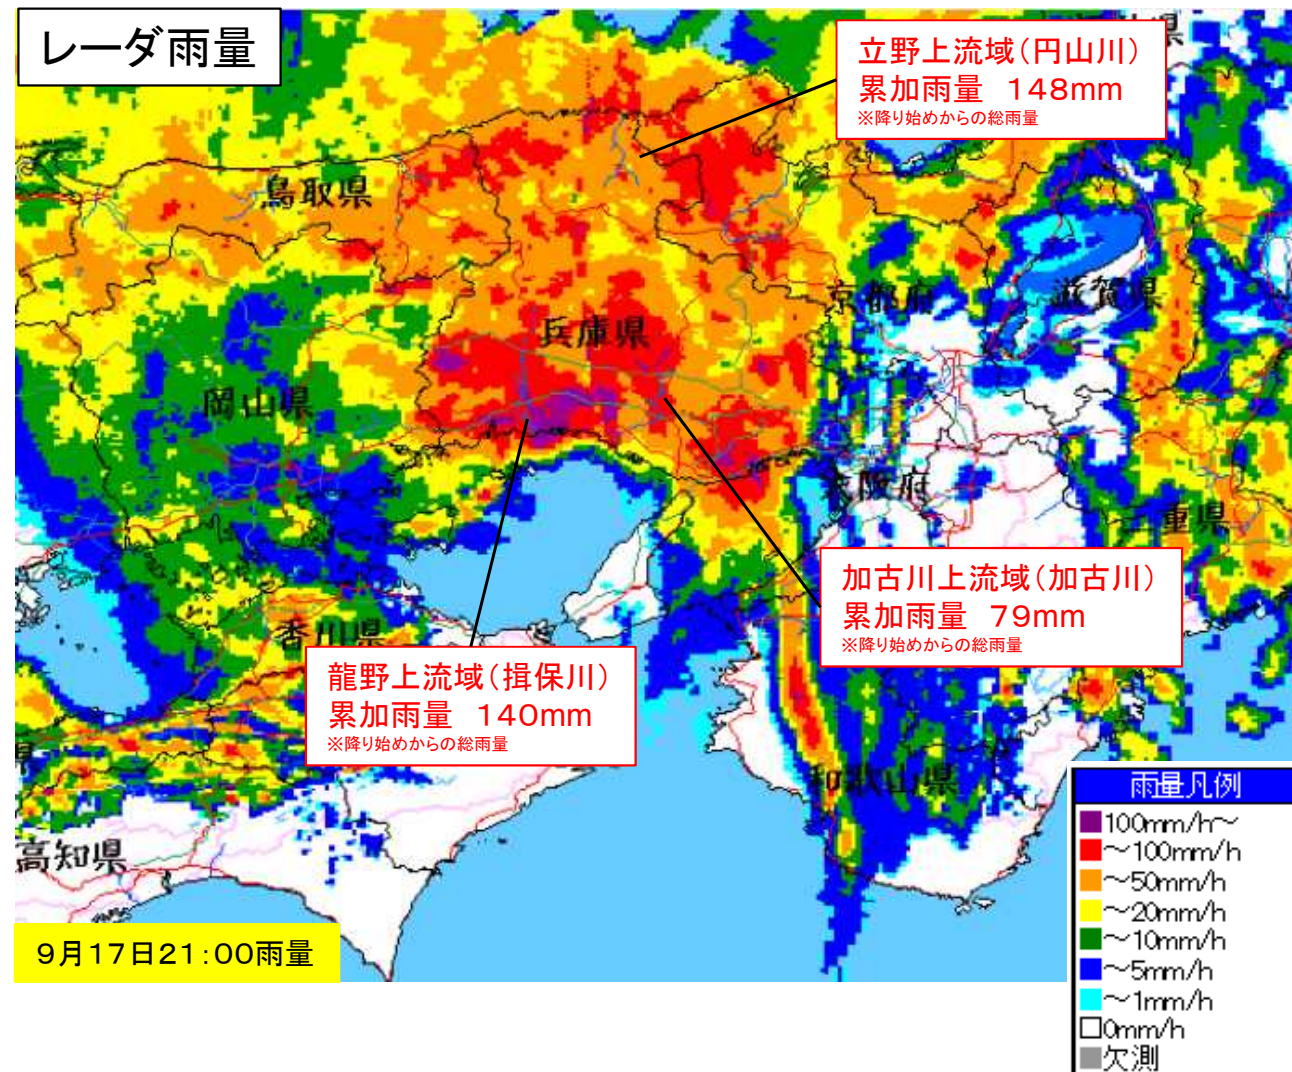 レーダ雨量
立野上流域(円山川)
累加雨量 148mm
※降り始めからの総雨量
鳥取県
京都府
滋賀県
兵庫県
岡山県
大阪府
三重県
加古川上流域(加古川)
累加雨量 79mm
※降り始めからの総雨量
香川県
龍野上流域(揖保川)
累加雨量 140mm
※降り始めからの総雨量
和歌山県
高知県
9月17日21:00雨量
雨量凡例
100mm/h〜
〜100mm/h
〜50mm/h
〜20mm/h
〜10mm/h
〜5mm/h
〜1mm/h
0mm/h
欠測